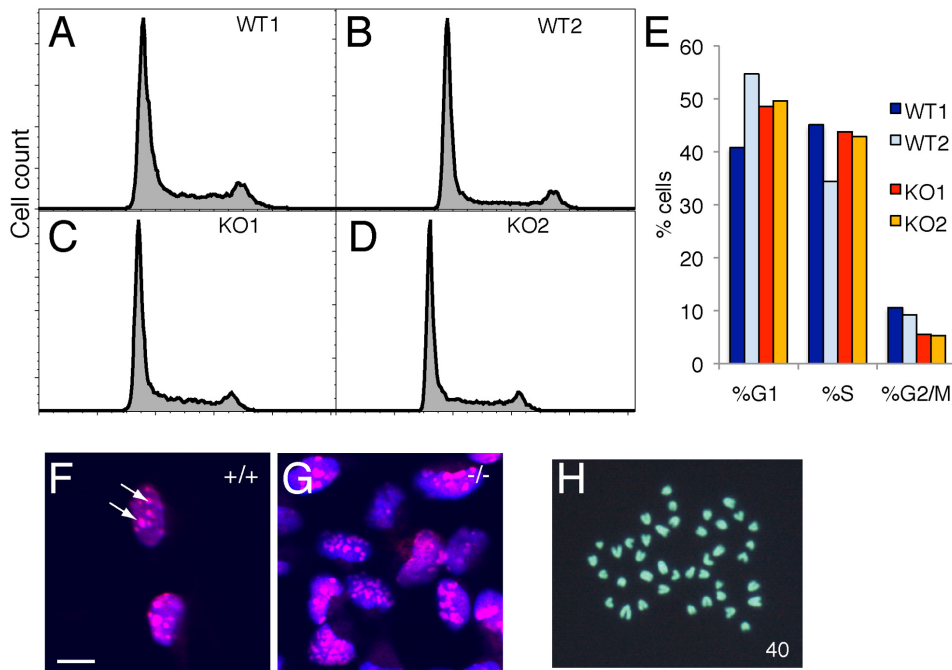 A
WT1
B
WT2
E
Cell count
C
KO1
D
KO2
% cells
60
50
40
30
20
10
0
%G1
%S
%G2/M
WT1
WT2
KO1
KO2
F
+/+
G
-/-
H
40